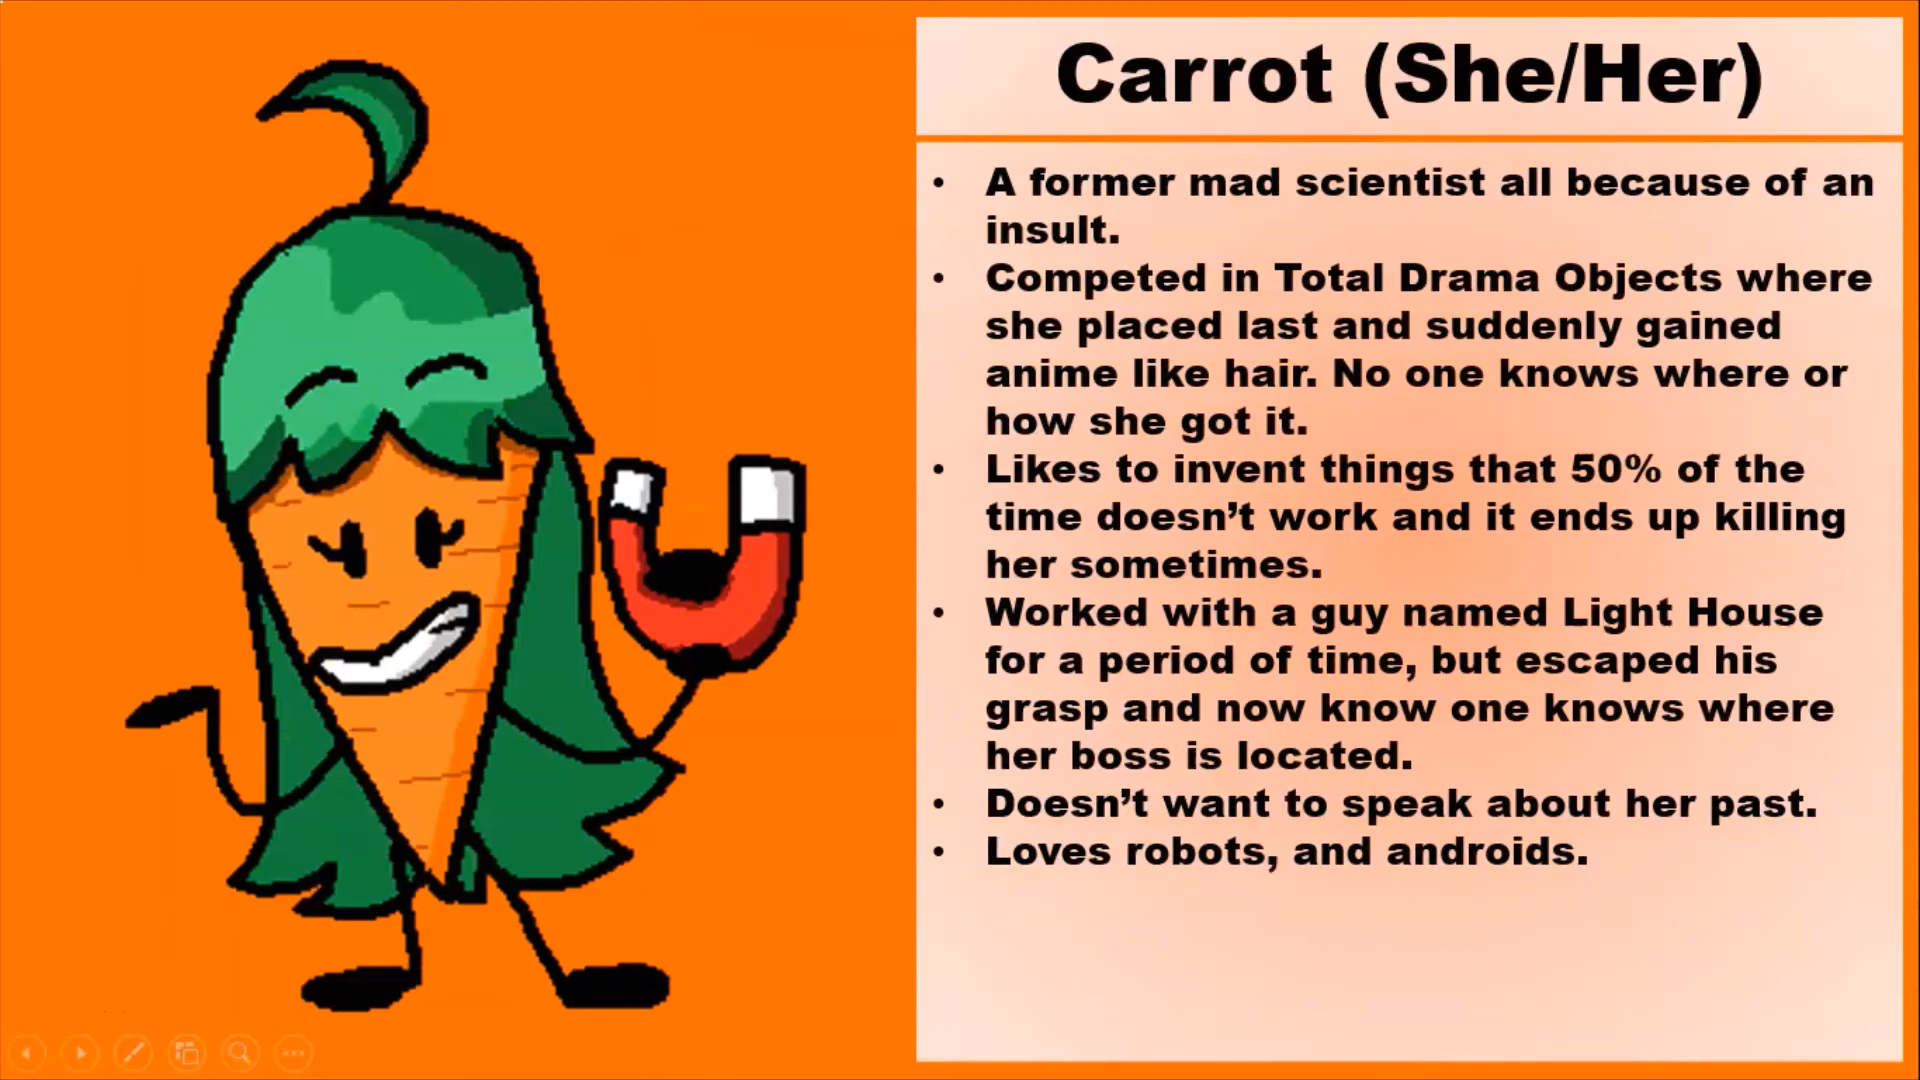 Carrot (She/Her)
• A former mad scientist all because of an
insult.
• Competed in Total Drama Objects where
she placed last and suddenly gained
anime like hair. No one knows where or
how she got it.
• Likes to invent things that 50% of the
time doesn’t work and it ends up killing
her sometimes.
• Worked with a guy named Light House
for a period of time, but escaped his
grasp and now know one knows where
her boss is located.
• Doesn’t want to speak about her past.
• Loves robots, and androids.